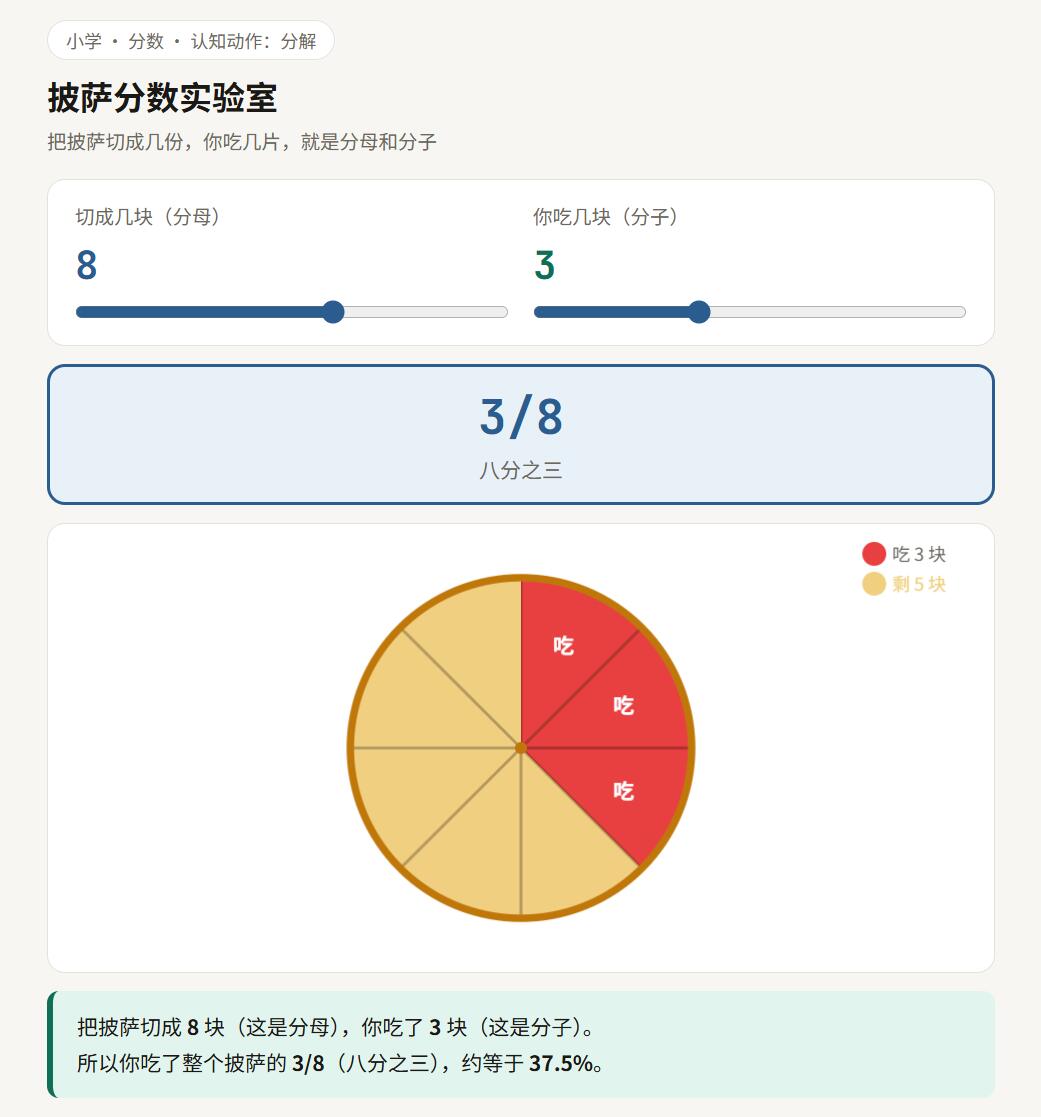 小学 · 分数 · 认知动作：分解
披萨分数实验室
把披萨切成几份，你吃几片，就是分母和分子
切成几块（分母）
8
你吃几块（分子）
3
3/8
八分之三
吃 3 块
剩 5 块
吃
吃
吃
把披萨切成 8 块（这是分母），你吃了 3 块（这是分子）。
所以你吃了整个披萨的 3/8（八分之三），约等于 37.5%。